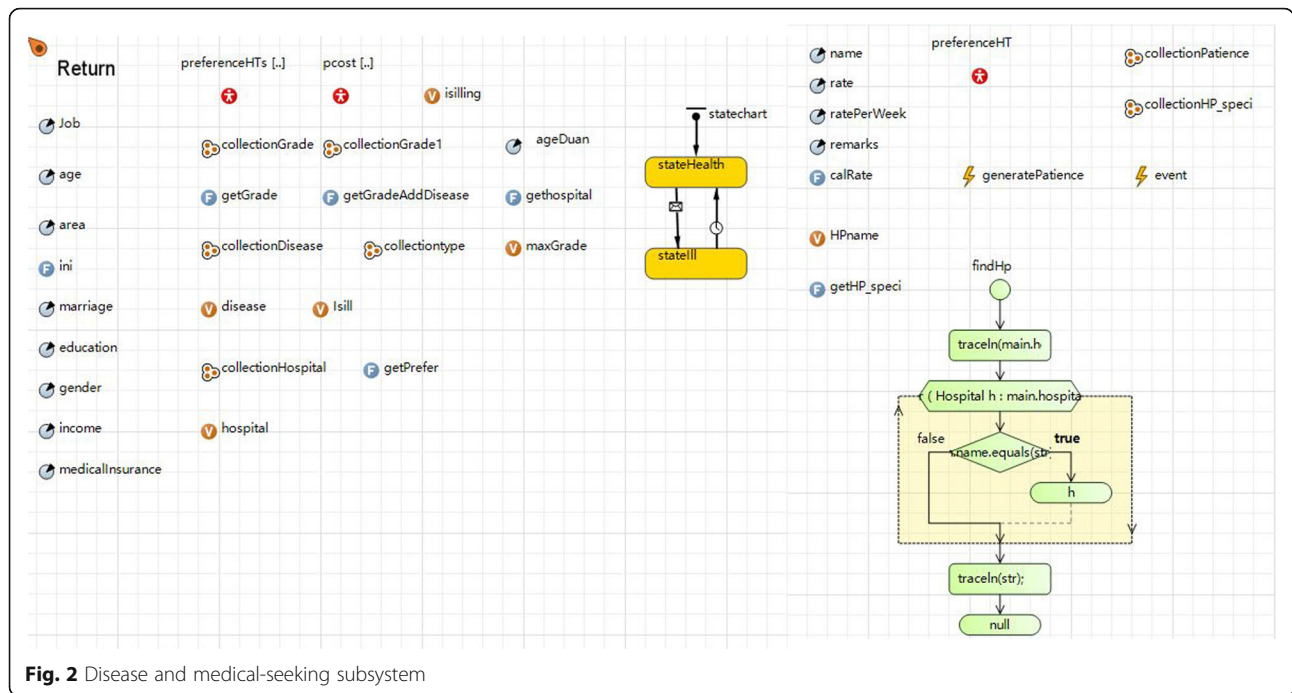 Return
preferenceHTs [..]
pcost [..]
isilling
Job
collectionGrade
collectionGrade1
ageDuan
age
getGrade
getGradeAddDisease
gethospital
area
collectionDisease
collectiontype
maxGrade
ini
marriage
disease
Isill
education
collectionHospital
getPrefer
gender
income
hospital
medicalInsurance
statechart
stateHealth
stateIll
name
preferenceHT
collectionPatience
rate
collectionHP_speci
ratePerWeek
remarks
calRate
generatePatience
event
HPname
getHP_speci
findHp
traceln(main.h
r ( Hospital h : main.hospita
false
true
.name.equals(str
h
traceln(str);
null
Fig. 2 Disease and medical-seeking subsystem